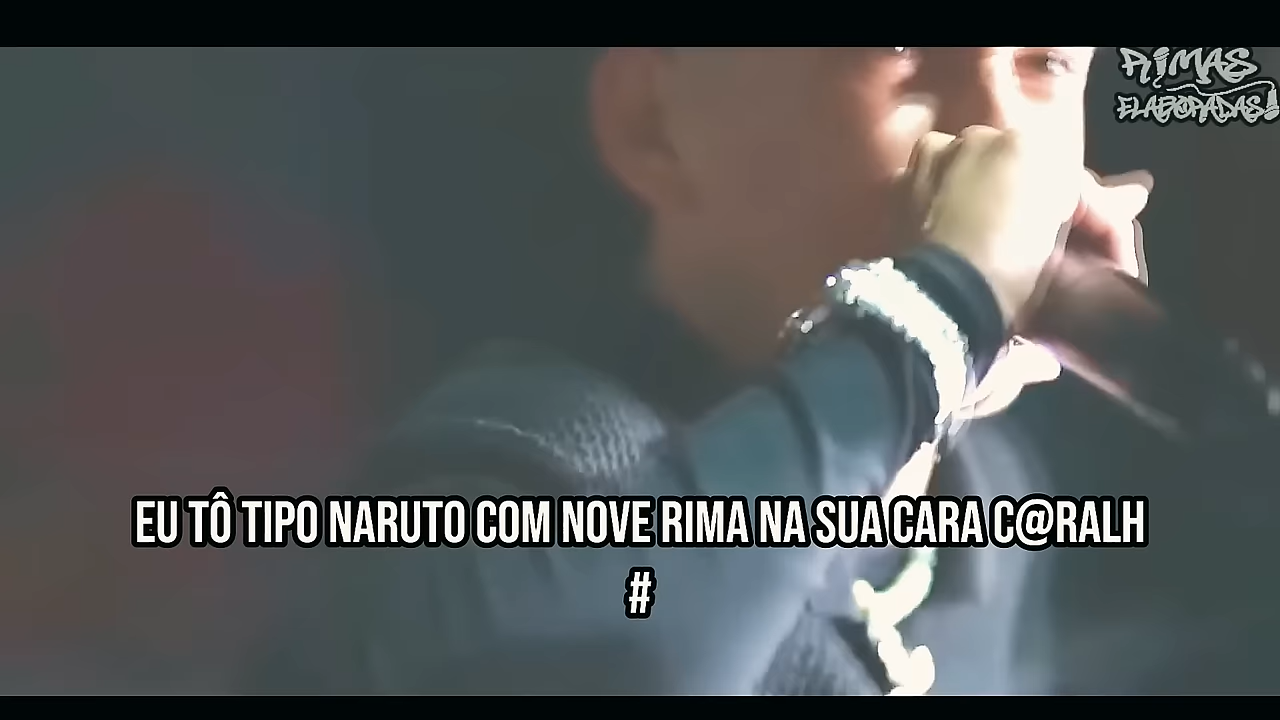 RIMAS
ELABORADAS!
EU TÔ TIPO NARUTO COM NOVE RIMA NA SUA CARA C@RALH
#